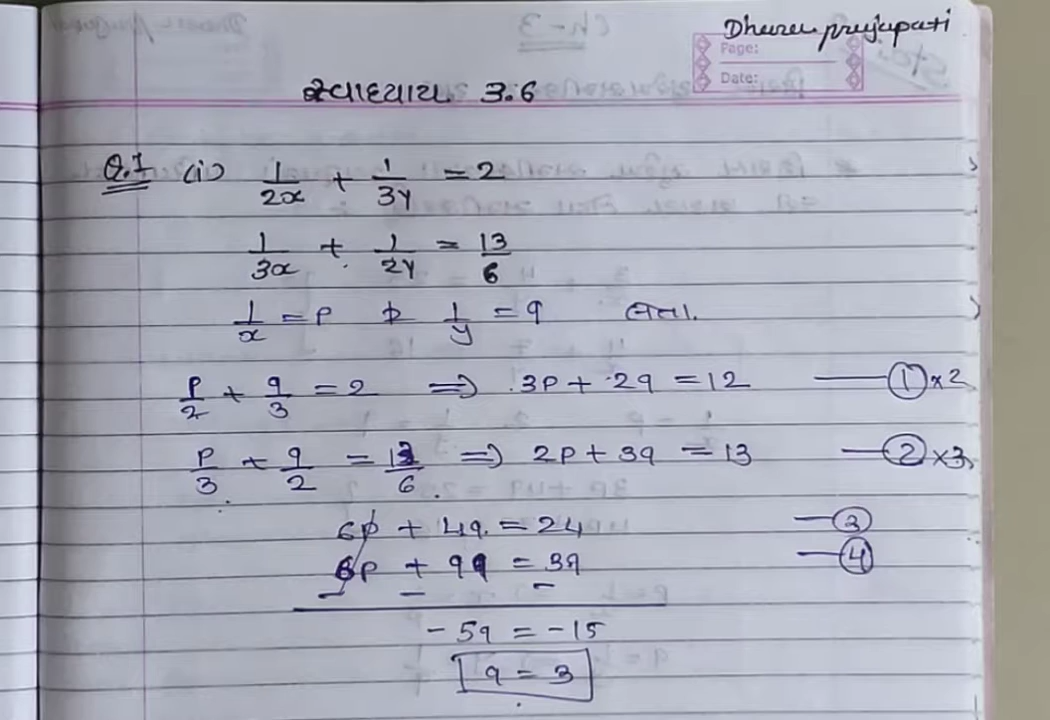 Dharu prajapati
Page:
Date:
સ્વાધ્યાય 3.6
Q.1 (i) 1/2x + 1/3y = 2
1/3x + 1/2y = 13/6
1/x = P & 1/y = q લેતા.
P/2 + q/3 = 2 ⇒ 3P + 2q = 12 — ① ×2
P/3 + q/2 = 13/6 ⇒ 2P + 3q = 13 — ② ×3
6p + 4q = 24 — ③
6p + 9q = 39 — ④
- - -
-5q = -15
q = 3